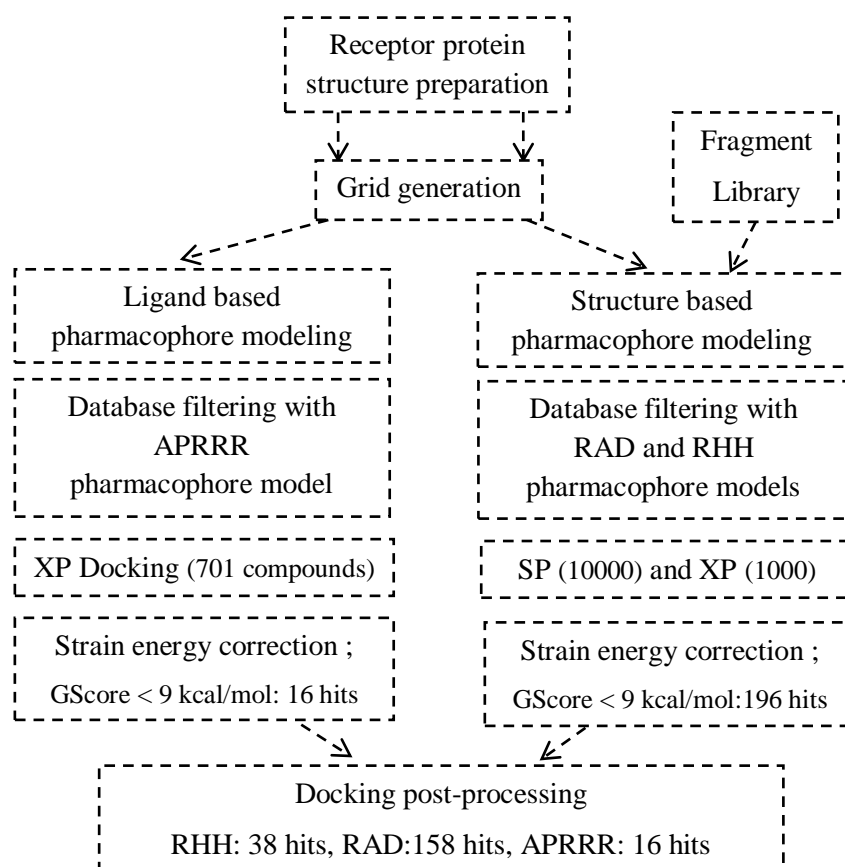 Receptor protein
structure preparation
Fragment
Library
Grid generation
Ligand based
pharmacophore modeling
Structure based
pharmacophore modeling
Database filtering with
APRRR
pharmacophore model
Database filtering with
RAD and RHH
pharmacophore models
XP Docking (701 compounds)
SP (10000) and XP (1000)
Strain energy correction ;
GScore < 9 kcal/mol: 16 hits
Strain energy correction ;
GScore < 9 kcal/mol:196 hits
Docking post-processing
RHH: 38 hits, RAD:158 hits, APRRR: 16 hits